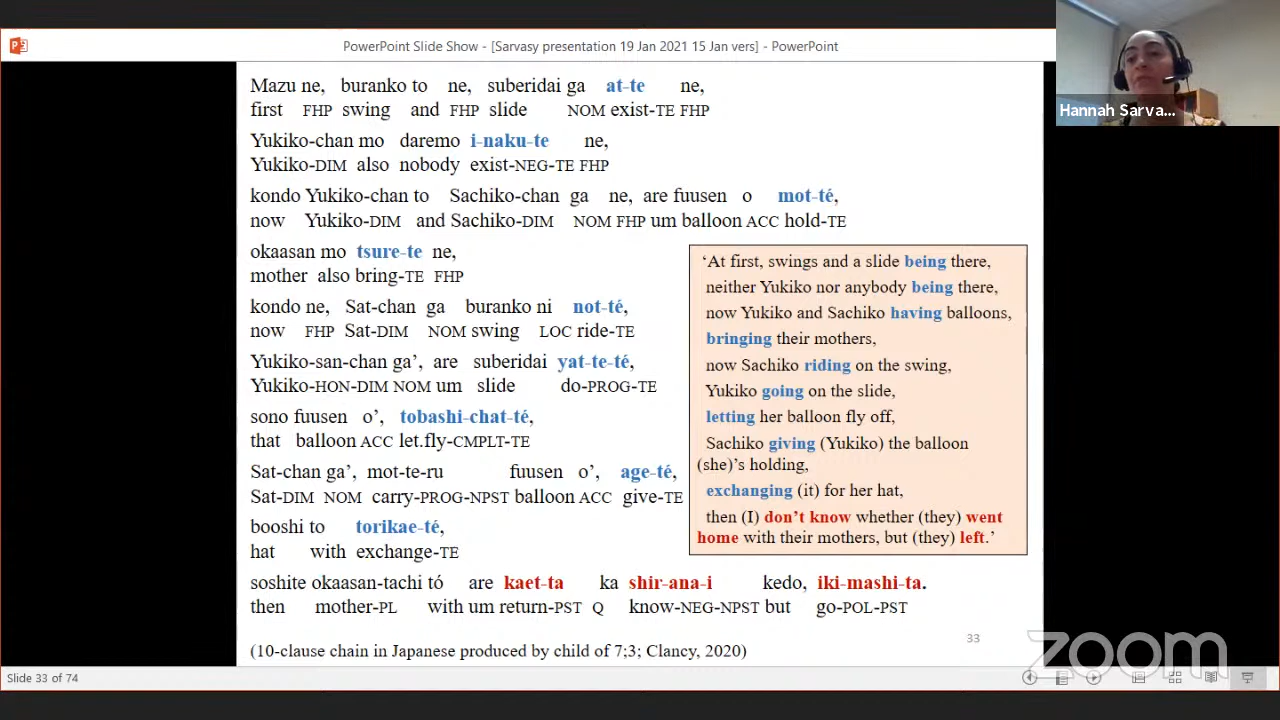 PowerPoint Slide Show - [Sarvasy presentation 19 Jan 2021 15 Jan vers] - PowerPoint
Hannah Sarva...
Mazu ne, buranko to ne, suberidai ga at-te ne,
first FHP swing and FHP slide NOM exist-TE FHP
Yukiko-chan mo daremo i-naku-te ne,
Yukiko-DIM also nobody exist-NEG-TE FHP
kondo Yukiko-chan to Sachiko-chan ga ne, are fuusen o mot-té,
now Yukiko-DIM and Sachiko-DIM NOM FHP um balloon ACC hold-TE
okaasan mo tsure-te ne,
mother also bring-TE FHP
kondo ne, Sat-chan ga buranko ni not-té,
now FHP Sat-DIM NOM swing LOC ride-TE
Yukiko-san-chan ga’, are suberidai yat-te-té,
Yukiko-HON-DIM NOM um slide do-PROG-TE
sono fuusen o’, tobashi-chat-té,
that balloon ACC let.fly-CMPLT-TE
Sat-chan ga’, mot-te-ru fuusen o’, age-té,
Sat-DIM NOM carry-PROG-NPST balloon ACC give-TE
booshi to torikae-té,
hat with exchange-TE
soshite okaasan-tachi tó are kaet-ta ka shir-ana-i kedo, iki-mashi-ta.
then mother-PL with um return-PST Q know-NEG-NPST but go-POL-PST
‘At first, swings and a slide being there,
neither Yukiko nor anybody being there,
now Yukiko and Sachiko having balloons,
bringing their mothers,
now Sachiko riding on the swing,
Yukiko going on the slide,
letting her balloon fly off,
Sachiko giving (Yukiko) the balloon
(she)’s holding,
exchanging (it) for her hat,
then (I) don’t know whether (they) went
home with their mothers, but (they) left.’
33
(10-clause chain in Japanese produced by child of 7;3; Clancy, 2020)
zoom
Slide 33 of 74